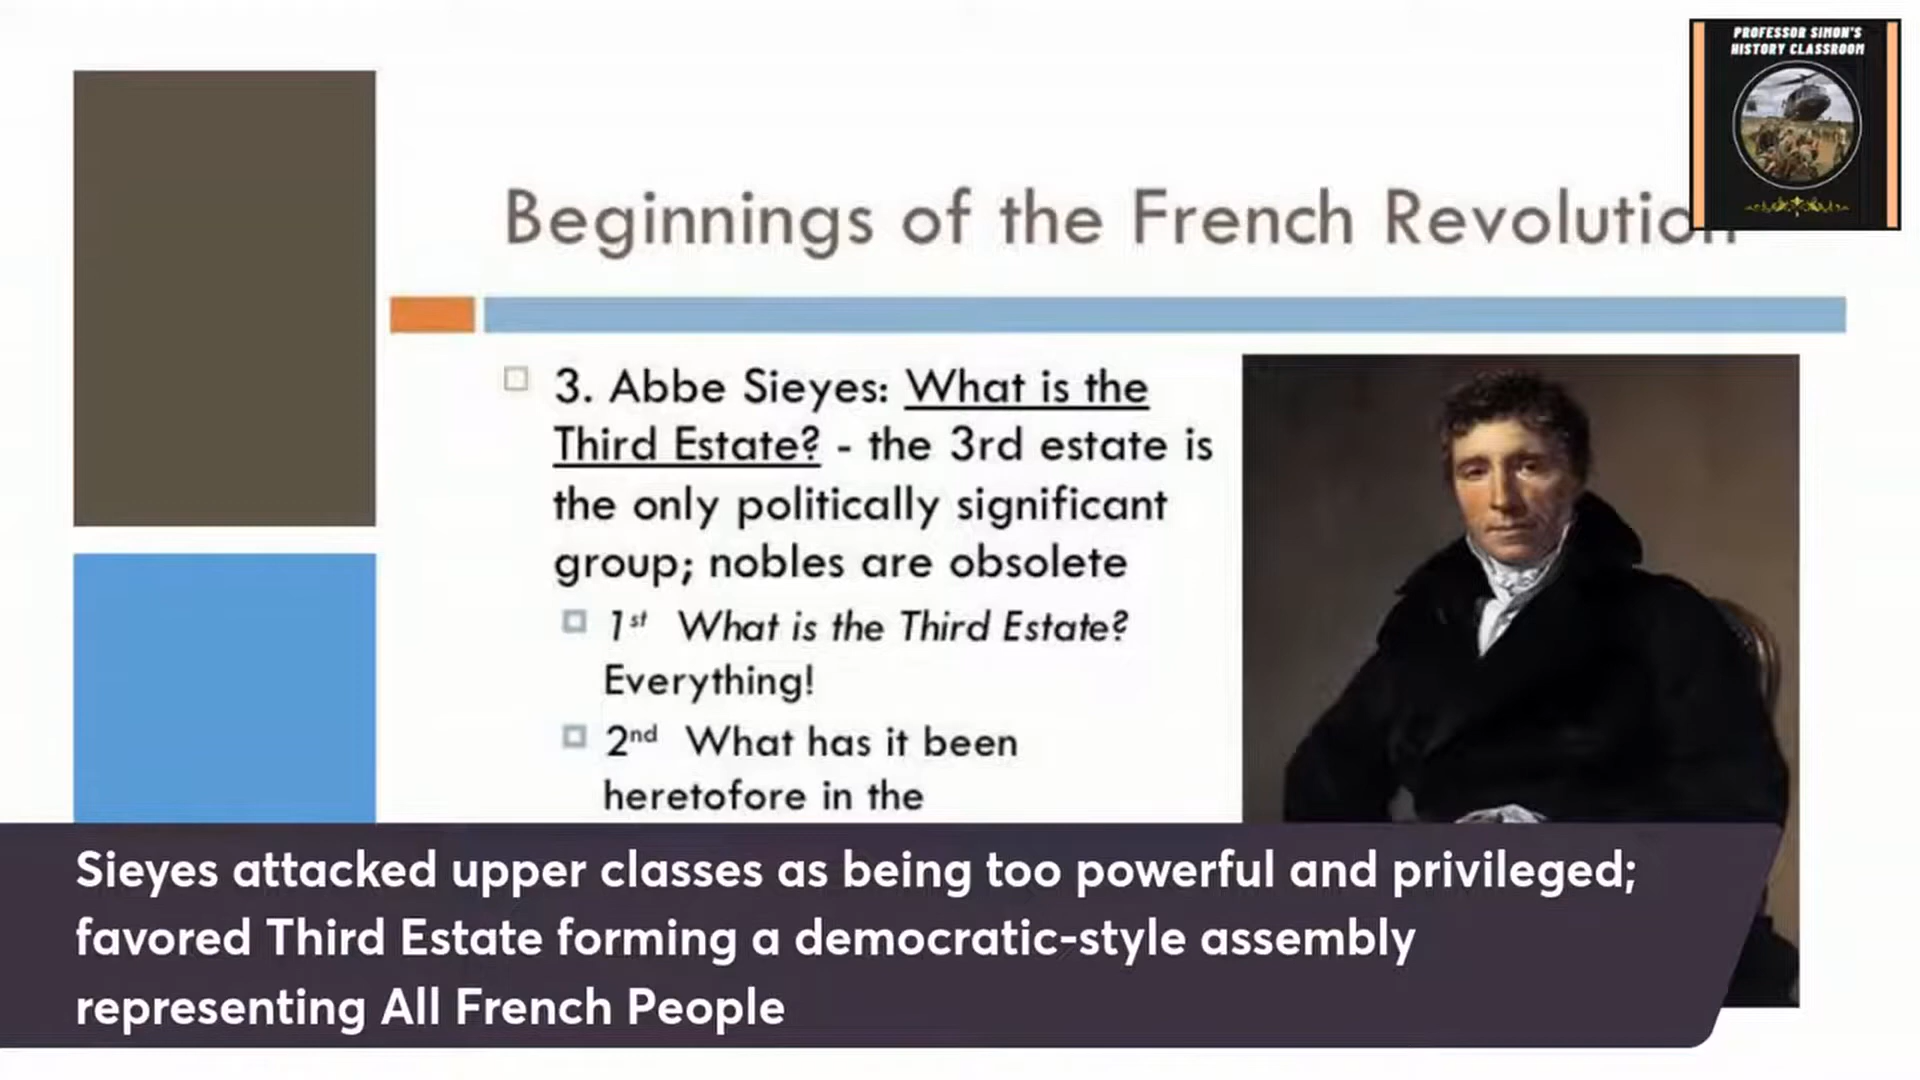 PROFESSOR SIMON'S
HISTORY CLASSROOM
Beginnings of the French Revolution
3. Abbe Sieyes: What is the
Third Estate? - the 3rd estate is
the only politically significant
group; nobles are obsolete
1st What is the Third Estate?
Everything!
2nd What has it been
heretofore in the
Sieyes attacked upper classes as being too powerful and privileged;
favored Third Estate forming a democratic-style assembly
representing All French People